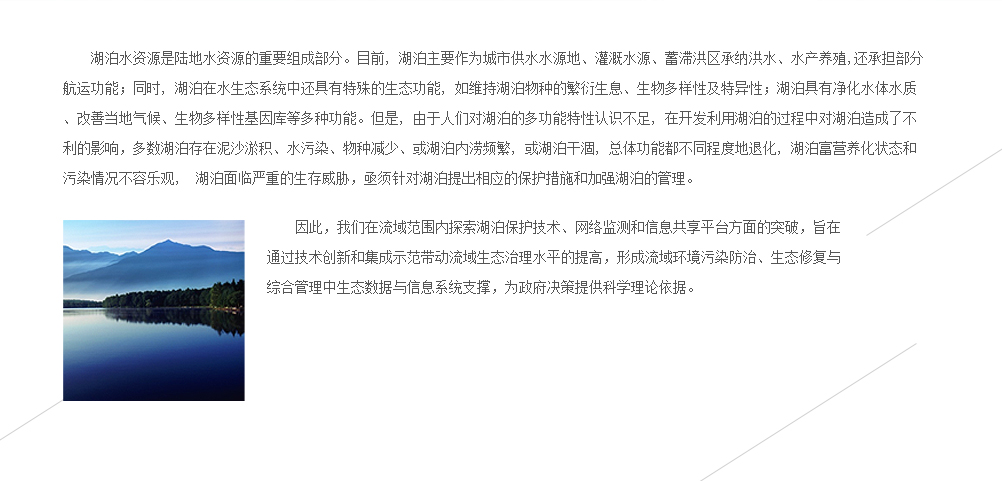 湖泊水资源是陆地水资源的重要组成部分。目前，湖泊主要作为城市供水水源地、灌溉水源、蓄滞洪区承纳洪水、水产养殖,还承担部分
航运功能；同时，湖泊在水生态系统中还具有特殊的生态功能，如维持湖泊物种的繁衍生息、生物多样性及特异性；湖泊具有净化水体水质
、改善当地气候、生物多样性基因库等多种功能。但是，由于人们对湖泊的多功能特性认识不足，在开发利用湖泊的过程中对湖泊造成了不
利的影响，多数湖泊存在泥沙淤积、水污染、物种减少、或湖泊内涝频繁，或湖泊干涸，总体功能都不同程度地退化，湖泊富营养化状态和
污染情况不容乐观， 湖泊面临严重的生存威胁，亟须针对湖泊提出相应的保护措施和加强湖泊的管理。
因此，我们在流域范围内探索湖泊保护技术、网络监测和信息共享平台方面的突破，旨在
通过技术创新和集成示范带动流域生态治理水平的提高，形成流域环境污染防治、生态修复与
综合管理中生态数据与信息系统支撑，为政府决策提供科学理论依据。